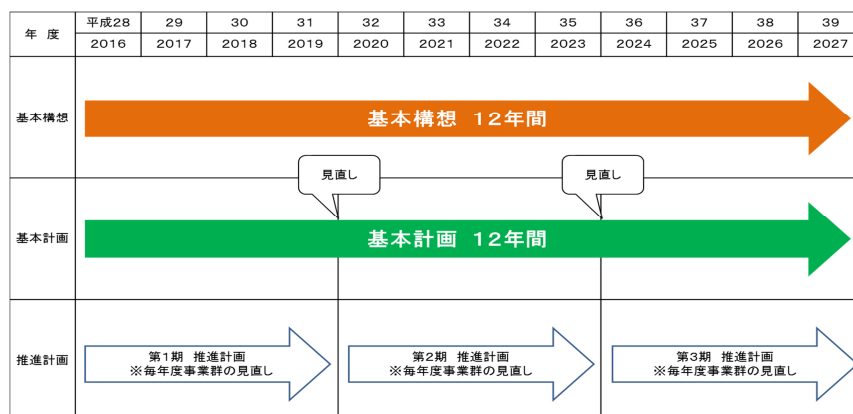 年 度
平成28 29 30 31 32 33 34 35 36 37 38 39
2016 2017 2018 2019 2020 2021 2022 2023 2024 2025 2026 2027
基本構想
基本構想 12年間
見直し
見直し
基本計画
基本計画 12年間
推進計画
第1期 推進計画
※毎年度事業群の見直し
第2期 推進計画
※毎年度事業群の見直し
第3期 推進計画
※毎年度事業群の見直し